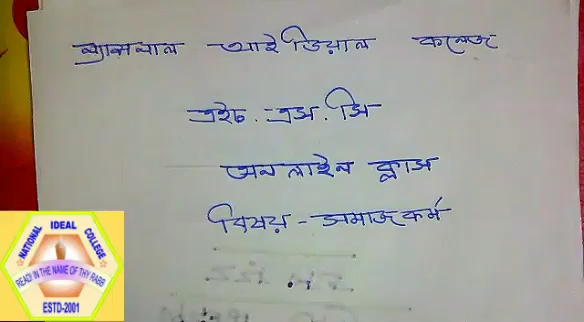 ন্যাশনাল আইডিয়াল কলেজ
এইচ. এস. সি
অনলাইন ক্লাস
বিষয় - সমাজকর্ম
NATIONAL IDEAL COLLEGE
READ IN THE NAME OF THY RABB
ESTD-2001